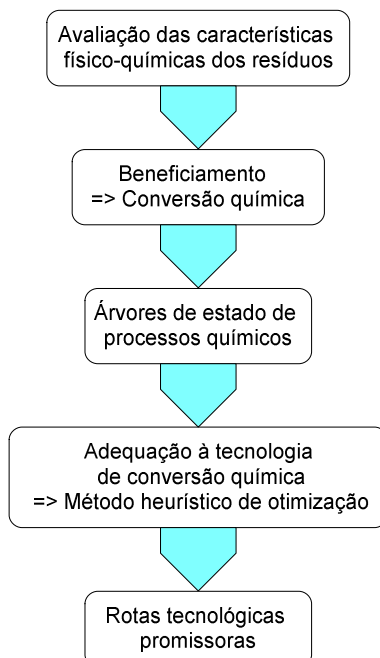 Avaliação das características
físico-químicas dos resíduos
Beneficiamento
=> Conversão química
Árvores de estado de
processos químicos
Adequação à tecnologia
de conversão química
=> Método heurístico de otimização
Rotas tecnológicas
promissoras